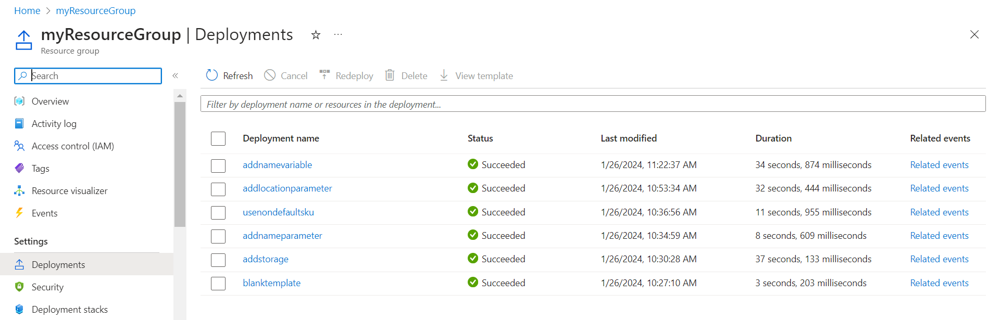 Home > myResourceGroup
myResourceGroup | Deployments ☆ ...
Resource group
Search «
Overview
Activity log
Access control (IAM)
Tags
Resource visualizer
Events
Settings
Deployments
Security
Deployment stacks
Refresh Cancel Redeploy Delete View template
Filter by deployment name or resources in the deployment...
Deployment name Status Last modified Duration Related events
addnamevariable Succeeded 1/26/2024, 11:22:37 AM 34 seconds, 874 milliseconds Related events
addlocationparameter Succeeded 1/26/2024, 10:53:34 AM 32 seconds, 444 milliseconds Related events
usenondefaultsku Succeeded 1/26/2024, 10:36:56 AM 11 seconds, 955 milliseconds Related events
addnameparameter Succeeded 1/26/2024, 10:34:59 AM 8 seconds, 609 milliseconds Related events
addstorage Succeeded 1/26/2024, 10:30:28 AM 37 seconds, 133 milliseconds Related events
blanktemplate Succeeded 1/26/2024, 10:27:10 AM 3 seconds, 203 milliseconds Related events